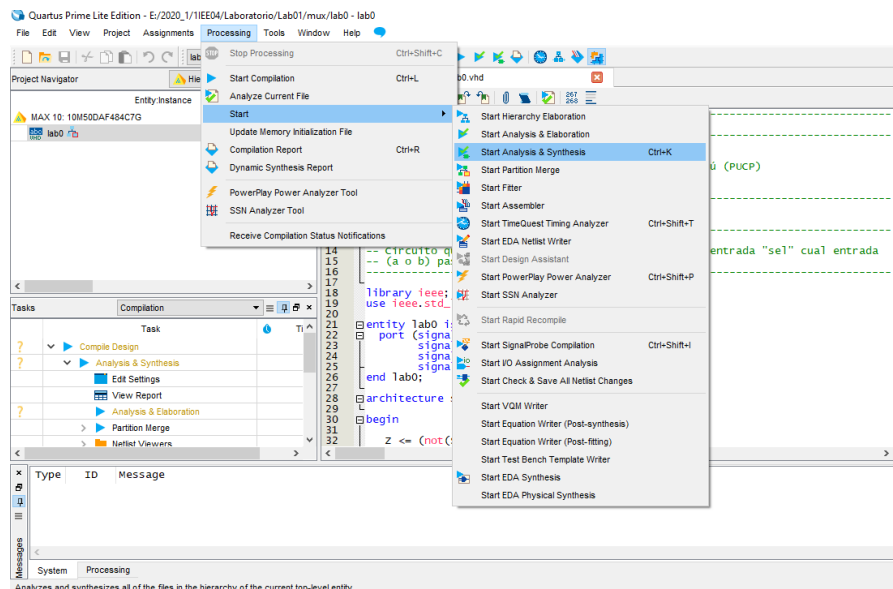 Quartus Prime Lite Edition - E:/2020_1/1IEE04/Laboratorio/Lab01/mux/lab0 - lab0
File Edit View Project Assignments Processing Tools Window Help
lab
Project Navigator
Hie
Entity:Instance
MAX 10: 10M50DAF484C7G
abc
VHD
lab0
STOP
Stop Processing Ctrl+Shift+C
Start Compilation Ctrl+L
Analyze Current File
Start
Update Memory Initialization File
Compilation Report Ctrl+R
Dynamic Synthesis Report
PowerPlay Power Analyzer Tool
SSN Analyzer Tool
Receive Compilation Status Notifications
b0.vhd
267
268
Start Hierarchy Elaboration
Start Analysis & Elaboration
Start Analysis & Synthesis Ctrl+K
Start Partition Merge
Start Fitter
Start Assembler
Start TimeQuest Timing Analyzer Ctrl+Shift+T
Start EDA Netlist Writer
Start Design Assistant
Start PowerPlay Power Analyzer Ctrl+Shift+P
Start SSN Analyzer
Start Rapid Recompile
Start SignalProbe Compilation Ctrl+Shift+I
Start I/O Assignment Analysis
Start Check & Save All Netlist Changes
Start VQM Writer
Start Equation Writer (Post-synthesis)
Start Equation Writer (Post-fitting)
Start Test Bench Template Writer
Start EDA Synthesis
Start EDA Physical Synthesis
ú (PUCP)
14 -- Circuito q entrada "sel" cual entrada
15 -- (a o b) pas
16 ----------------
17
18 library ieee;
19 use ieee.std_
20
21 entity lab0 is
22 port (signa
23 signa
24 signa
25 signa
26 end lab0;
27
28 architecture s
29
30 begin
31
32 Z <= (not(
Tasks Compilation
Task Ti
? Compile Design
? Analysis & Synthesis
Edit Settings
View Report
? Analysis & Elaboration
Partition Merge
Netlist Viewers
Type ID Message
Messages
System Processing
Analyzes and synthesizes all of the files in the hierarchy of the current top-level entity